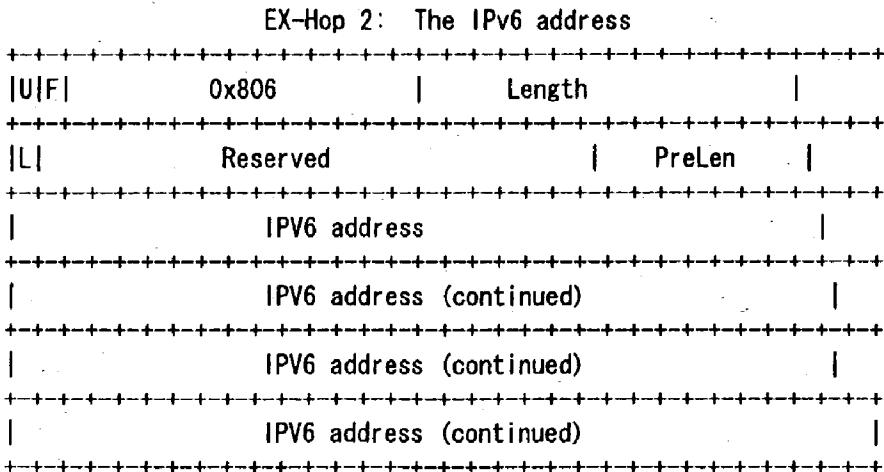 EX-Hop 2: The IPv6 address
+-+-+-+-+-+-+-+-+-+-+-+-+-+-+-+-+-+-+-+-+-+-+-+-+-+-+-+-+-+-+-+-+
|U|F| 0x806 | Length |
+-+-+-+-+-+-+-+-+-+-+-+-+-+-+-+-+-+-+-+-+-+-+-+-+-+-+-+-+-+-+-+-+
|L| Reserved | PreLen |
+-+-+-+-+-+-+-+-+-+-+-+-+-+-+-+-+-+-+-+-+-+-+-+-+-+-+-+-+-+-+-+-+
| IPV6 address |
+-+-+-+-+-+-+-+-+-+-+-+-+-+-+-+-+-+-+-+-+-+-+-+-+-+-+-+-+-+-+-+-+
| IPV6 address (continued) |
+-+-+-+-+-+-+-+-+-+-+-+-+-+-+-+-+-+-+-+-+-+-+-+-+-+-+-+-+-+-+-+-+
| IPV6 address (continued) |
+-+-+-+-+-+-+-+-+-+-+-+-+-+-+-+-+-+-+-+-+-+-+-+-+-+-+-+-+-+-+-+-+
| IPV6 address (continued) |
+-+-+-+-+-+-+-+-+-+-+-+-+-+-+-+-+-+-+-+-+-+-+-+-+-+-+-+-+-+-+-+-+